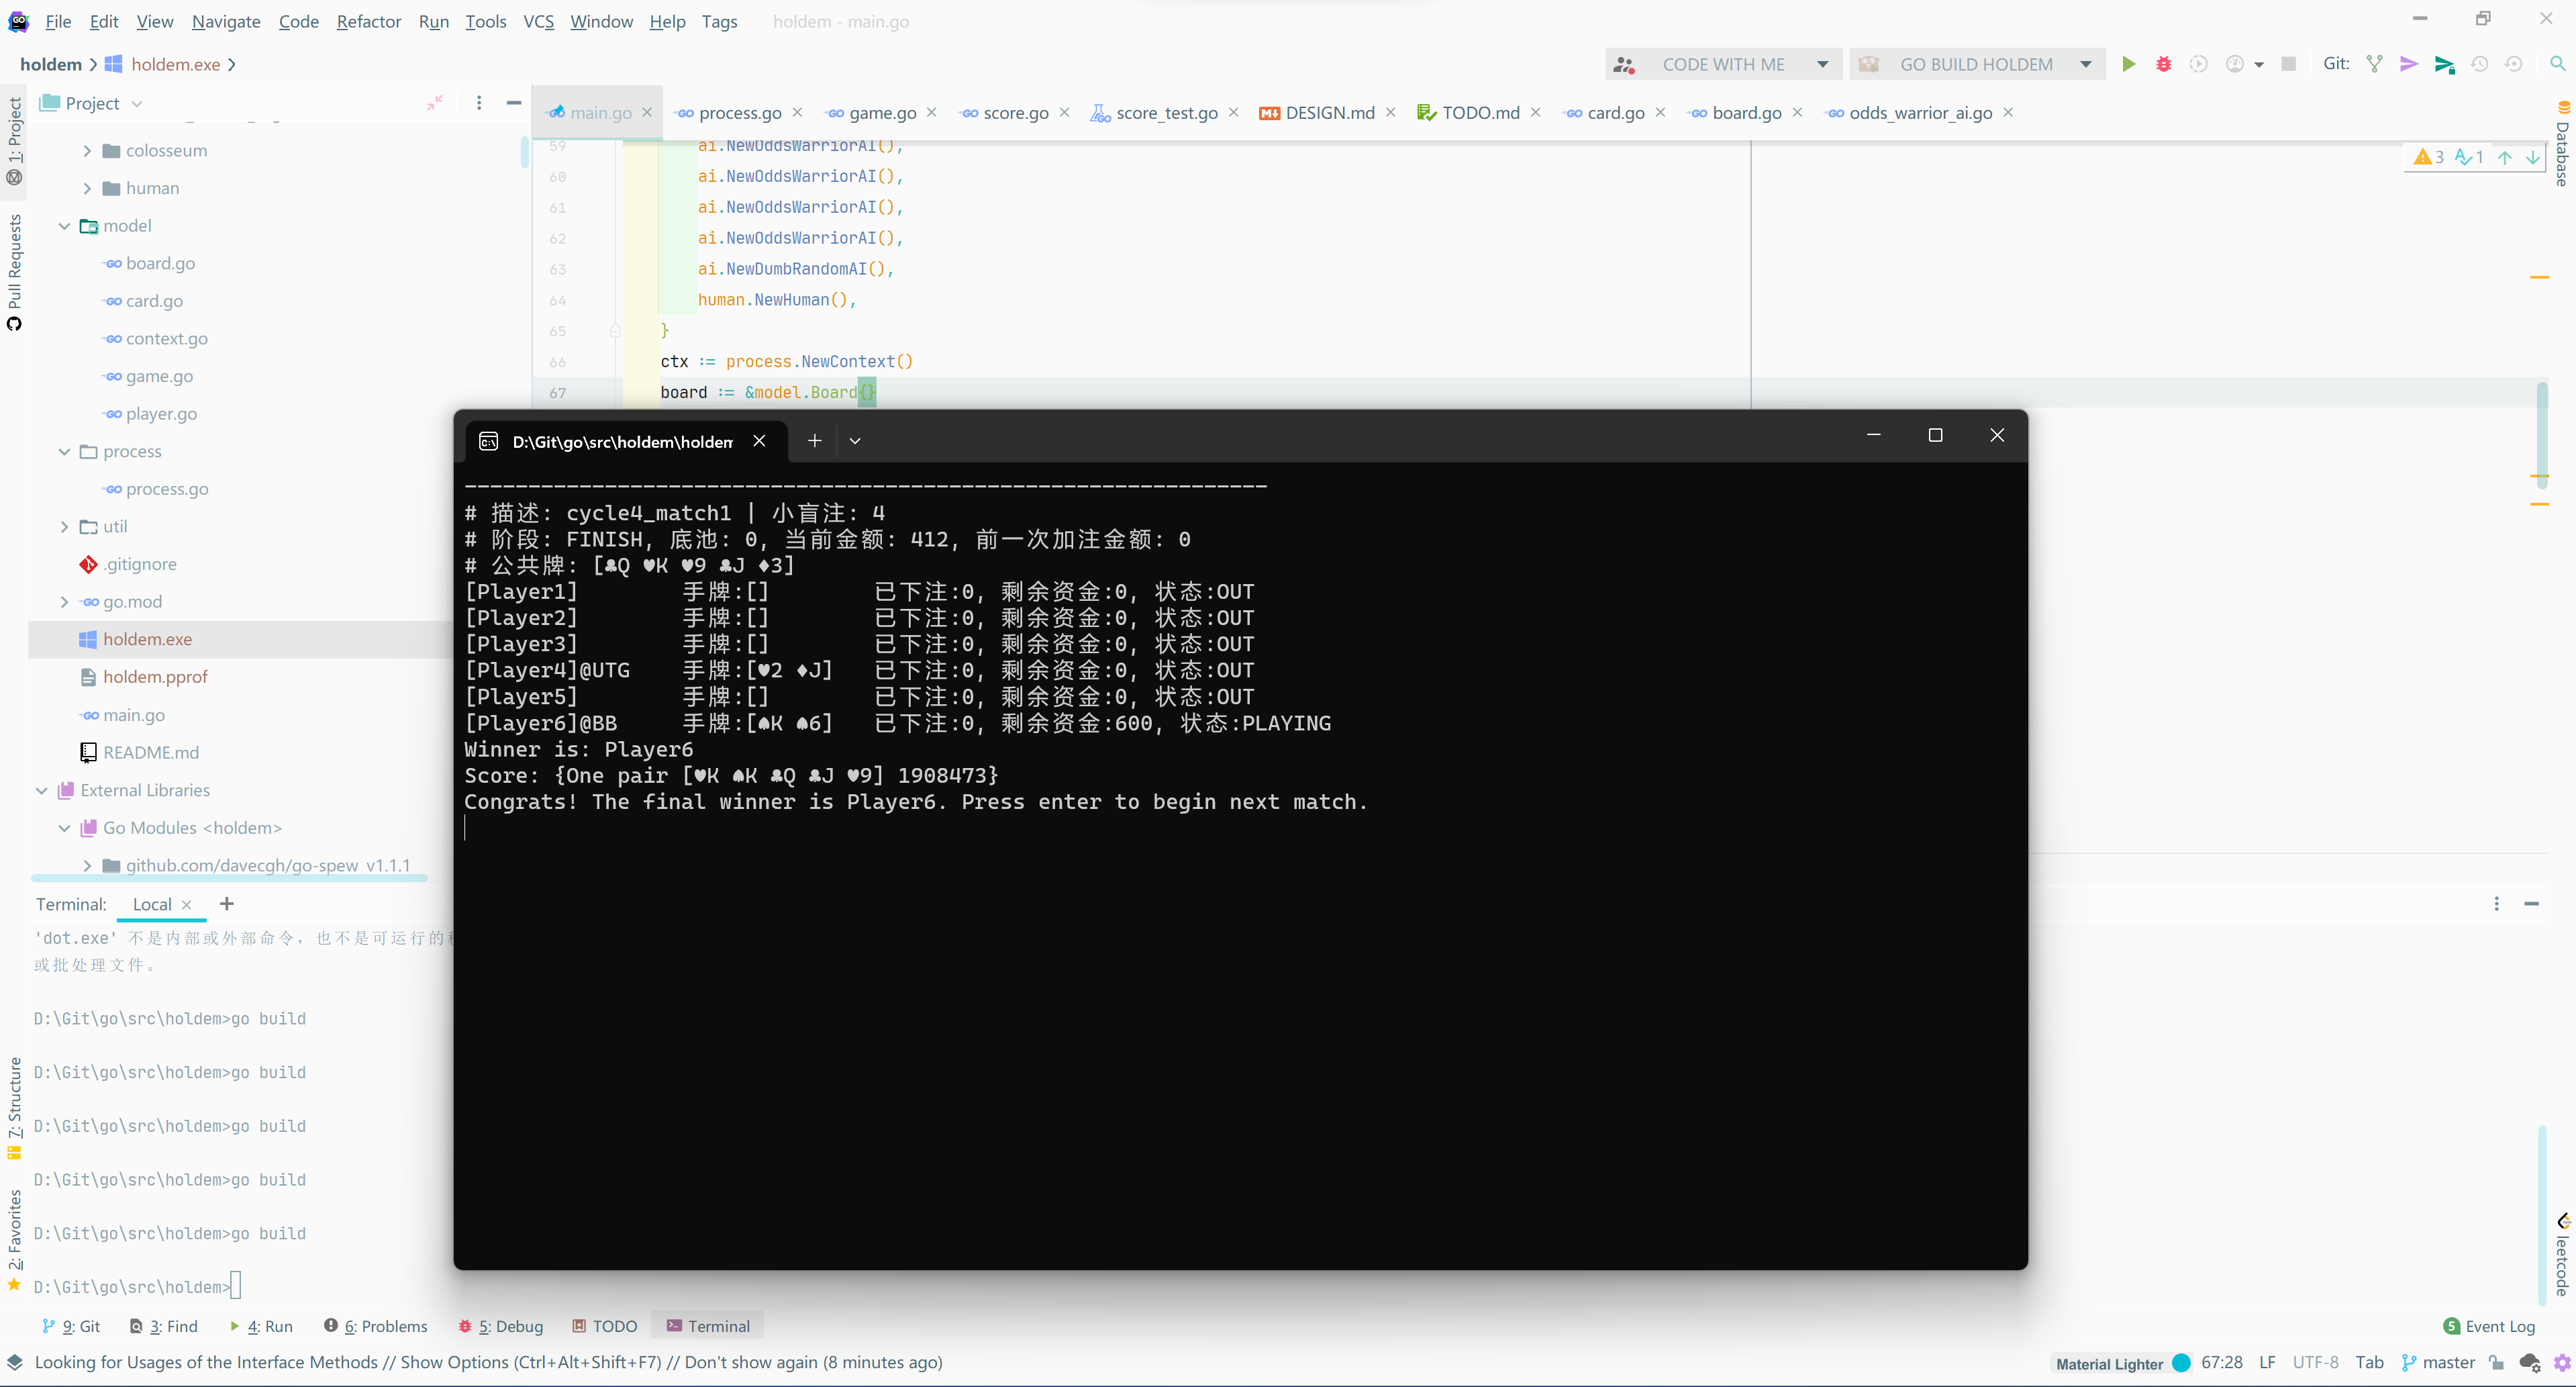 File Edit View Navigate Code Refactor Run Tools VCS Window Help Tags holdem - main.go
holdem holdem.exe CODE WITH ME GO BUILD HOLDEM Git:
Project
main.go process.go game.go score.go score_test.go DESIGN.md TODO.md card.go board.go odds_warrior_ai.go
1: Project
Pull Requests
7: Structure
2: Favorites
Database
leetcode
colosseum
human
model
board.go
card.go
context.go
game.go
player.go
process
process.go
util
.gitignore
go.mod
holdem.exe
holdem.pprof
main.go
README.md
External Libraries
Go Modules <holdem>
github.com/davecgh/go-spew v1.1.1
3 1
59 ai.NewOddsWarriorAI(),
60 ai.NewOddsWarriorAI(),
61 ai.NewOddsWarriorAI(),
62 ai.NewOddsWarriorAI(),
63 ai.NewDumbRandomAI(),
64 human.NewHuman(),
65 }
66 ctx := process.NewContext()
67 board := &model.Board{}
D:\Git\go\src\holdem\holdem
---------------------------------------------------------------
# 描述: cycle4_match1 | 小盲注: 4
# 阶段: FINISH, 底池: 0, 当前金额: 412, 前一次加注金额: 0
# 公共牌: [♣Q ♥K ♥9 ♣J ♦3]
[Player1] 手牌:[] 已下注:0, 剩余资金:0, 状态:OUT
[Player2] 手牌:[] 已下注:0, 剩余资金:0, 状态:OUT
[Player3] 手牌:[] 已下注:0, 剩余资金:0, 状态:OUT
[Player4]@UTG 手牌:[♥2 ♦J] 已下注:0, 剩余资金:0, 状态:OUT
[Player5] 手牌:[] 已下注:0, 剩余资金:0, 状态:OUT
[Player6]@BB 手牌:[♠K ♠6] 已下注:0, 剩余资金:600, 状态:PLAYING
Winner is: Player6
Score: {One pair [♥K ♠K ♣Q ♣J ♥9] 1908473}
Congrats! The final winner is Player6. Press enter to begin next match.
Terminal: Local
'dot.exe' 不是内部或外部命令，也不是可运行的
或批处理文件。
D:\Git\go\src\holdem>go build
D:\Git\go\src\holdem>go build
D:\Git\go\src\holdem>go build
D:\Git\go\src\holdem>go build
D:\Git\go\src\holdem>go build
D:\Git\go\src\holdem>
9: Git 3: Find 4: Run 6: Problems 5: Debug TODO Terminal 5 Event Log
Looking for Usages of the Interface Methods // Show Options (Ctrl+Alt+Shift+F7) // Don't show again (8 minutes ago) Material Lighter 67:28 LF UTF-8 Tab master